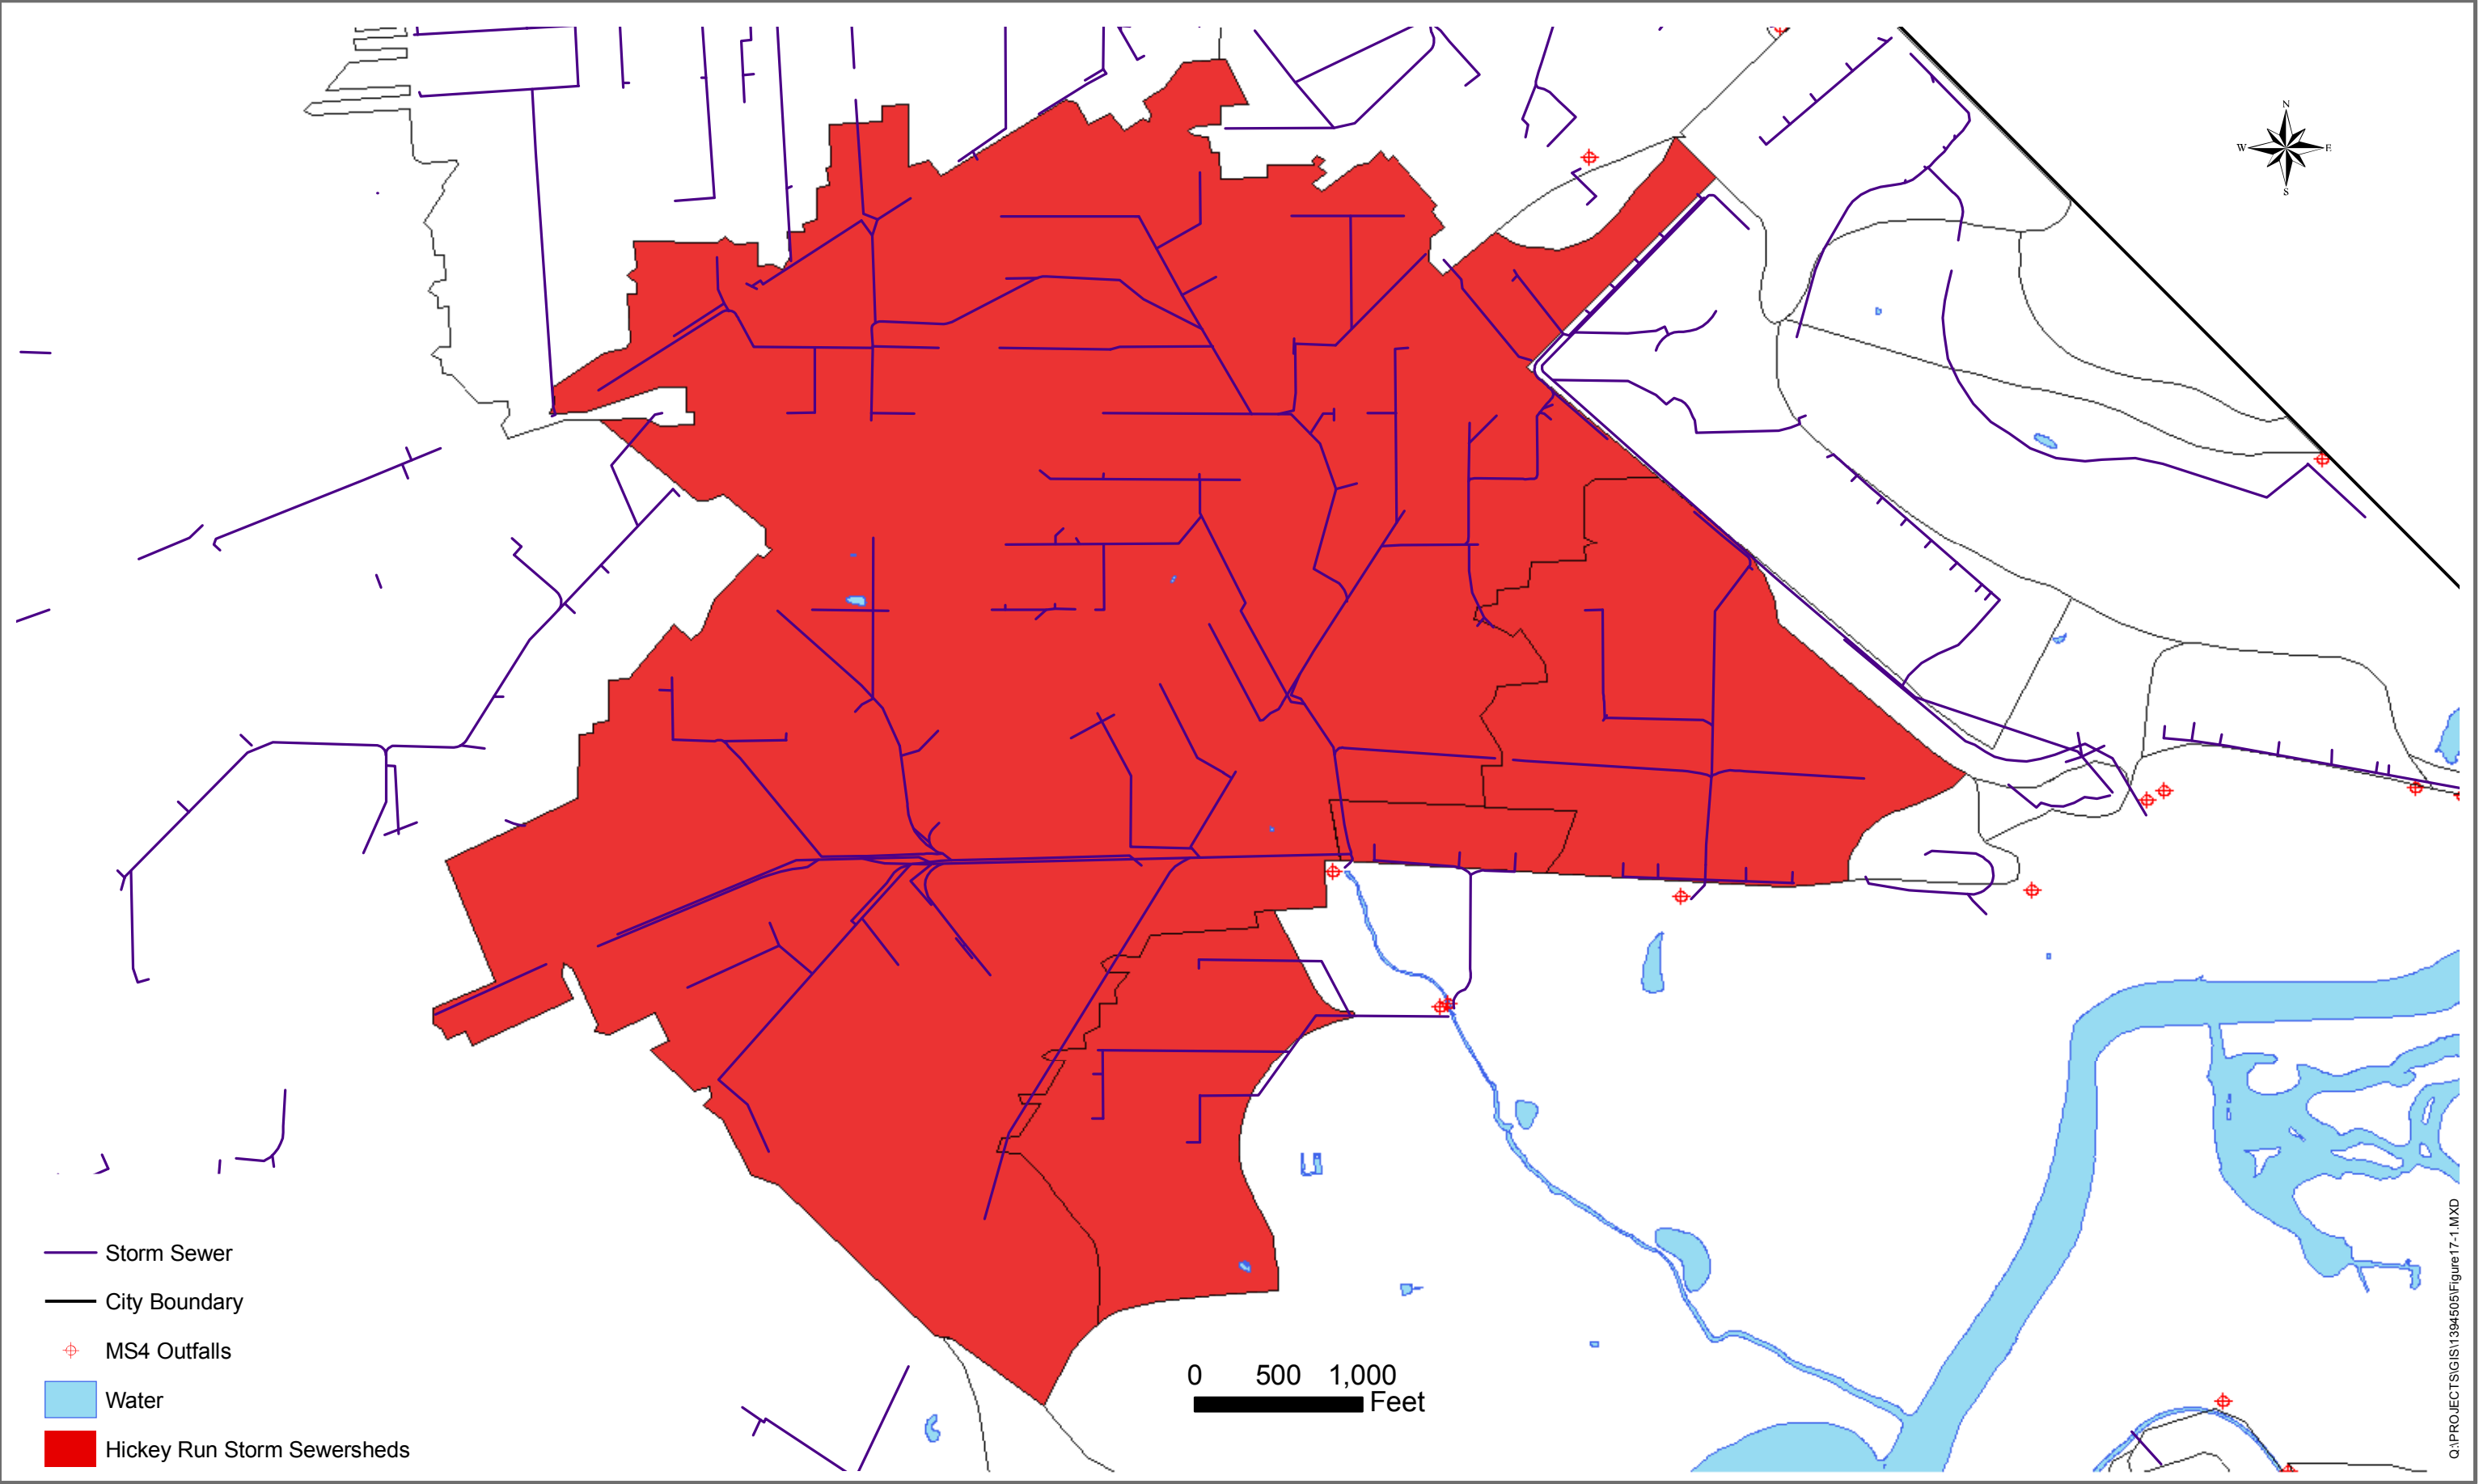 N
W E
S
Storm Sewer
City Boundary
MS4 Outfalls
Water
Hickey Run Storm Sewersheds
0 500 1,000
Feet
Q:\PROJECTS\GIS\1394505\Figure17-1.MXD